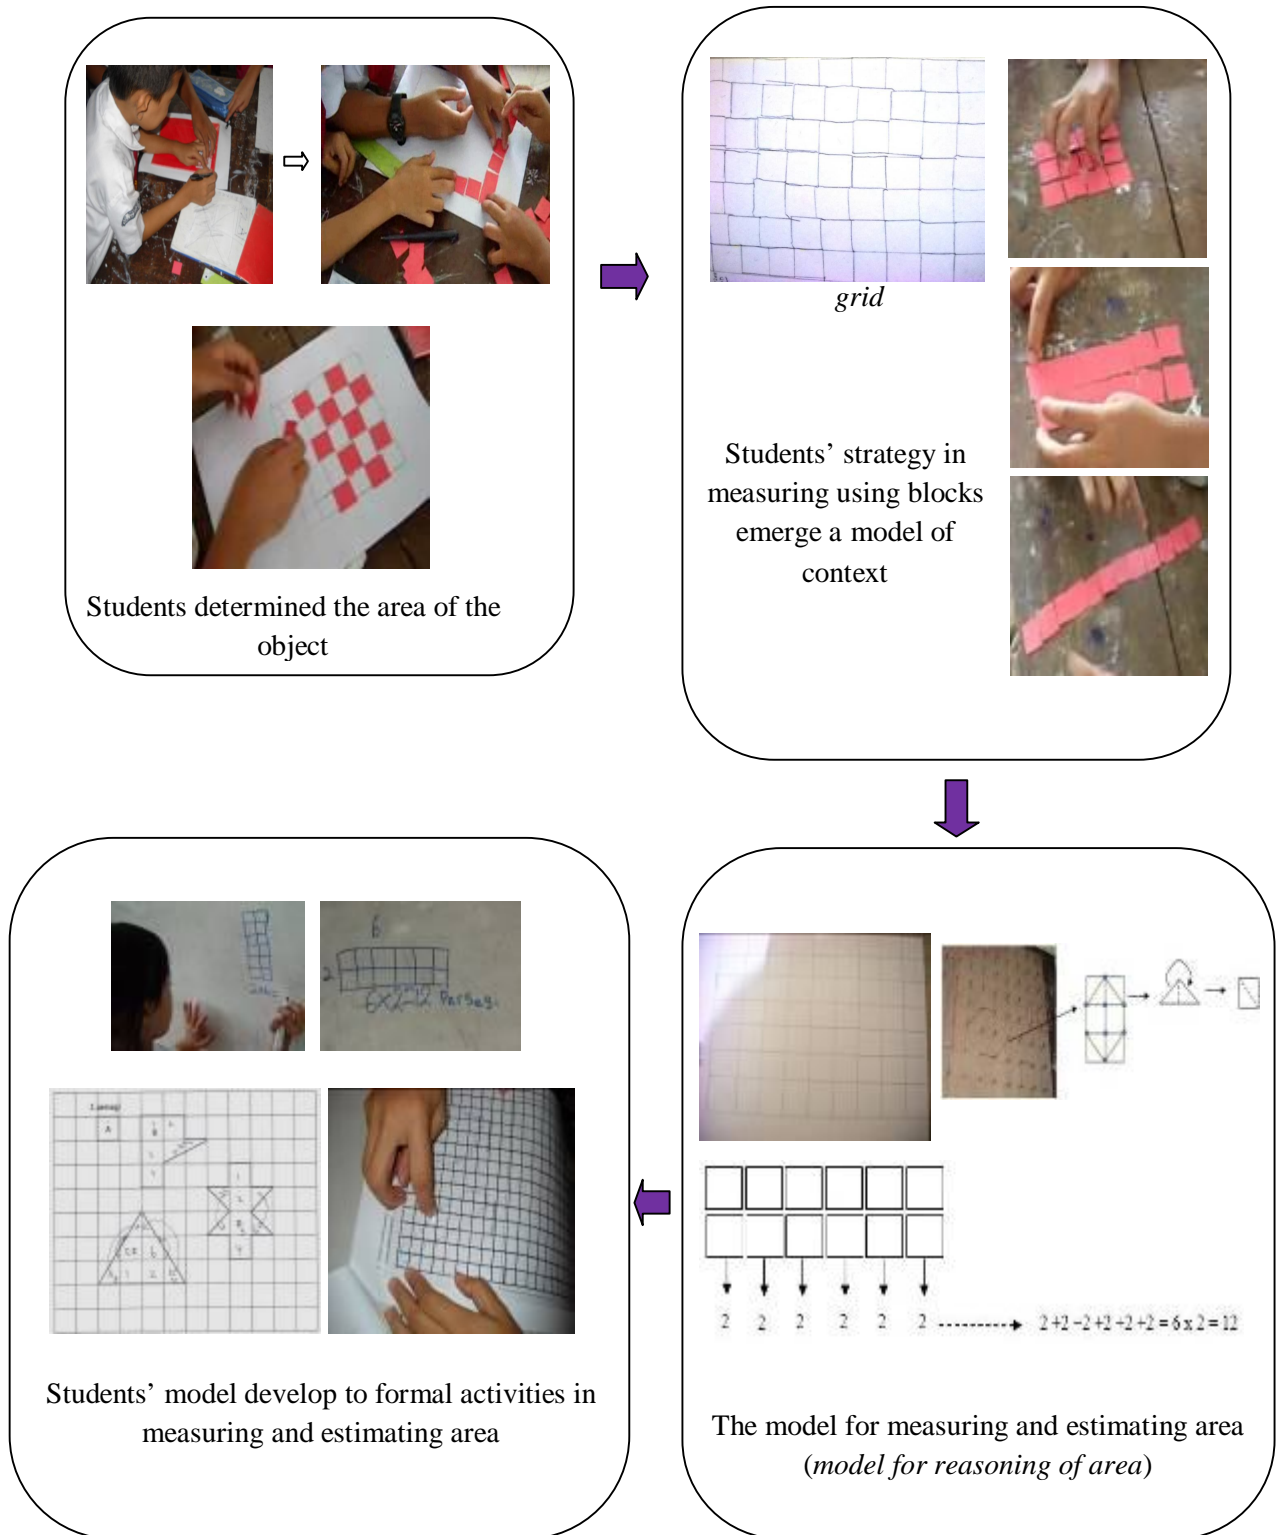 Students determined the area of the
object
grid
Students’ strategy in
measuring using blocks
emerge a model of
context
2 2 2 2 2 2 2 +2 −2 +2 +2 +2 = 6 x 2 = 12
The model for measuring and estimating area
(model for reasoning of area)
6
2
6x2=12 Persegi
A
Students’ model develop to formal activities in
measuring and estimating area